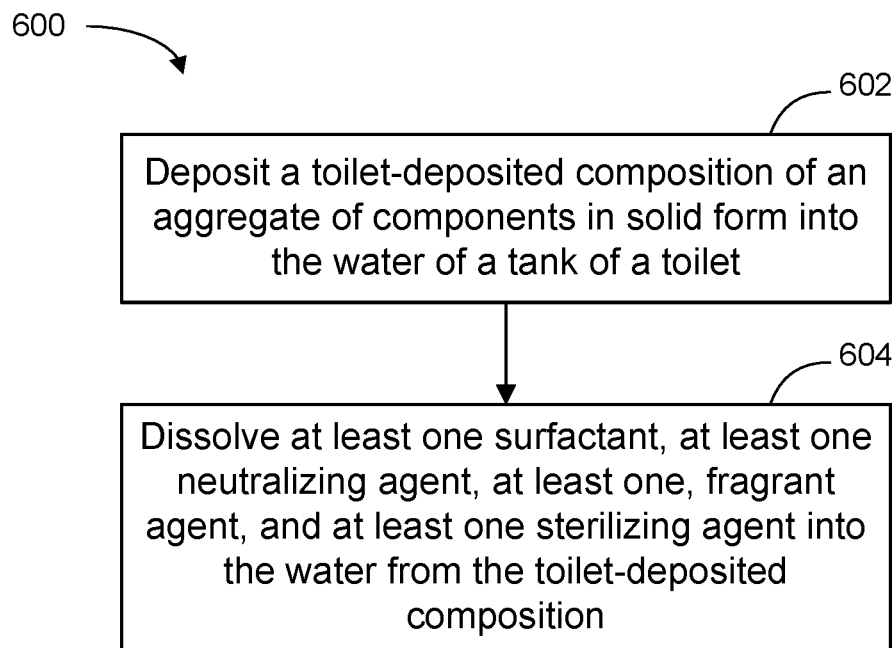 600
602
Deposit a toilet-deposited composition of an
aggregate of components in solid form into
the water of a tank of a toilet
604
Dissolve at least one surfactant, at least one
neutralizing agent, at least one, fragrant
agent, and at least one sterilizing agent into
the water from the toilet-deposited
composition